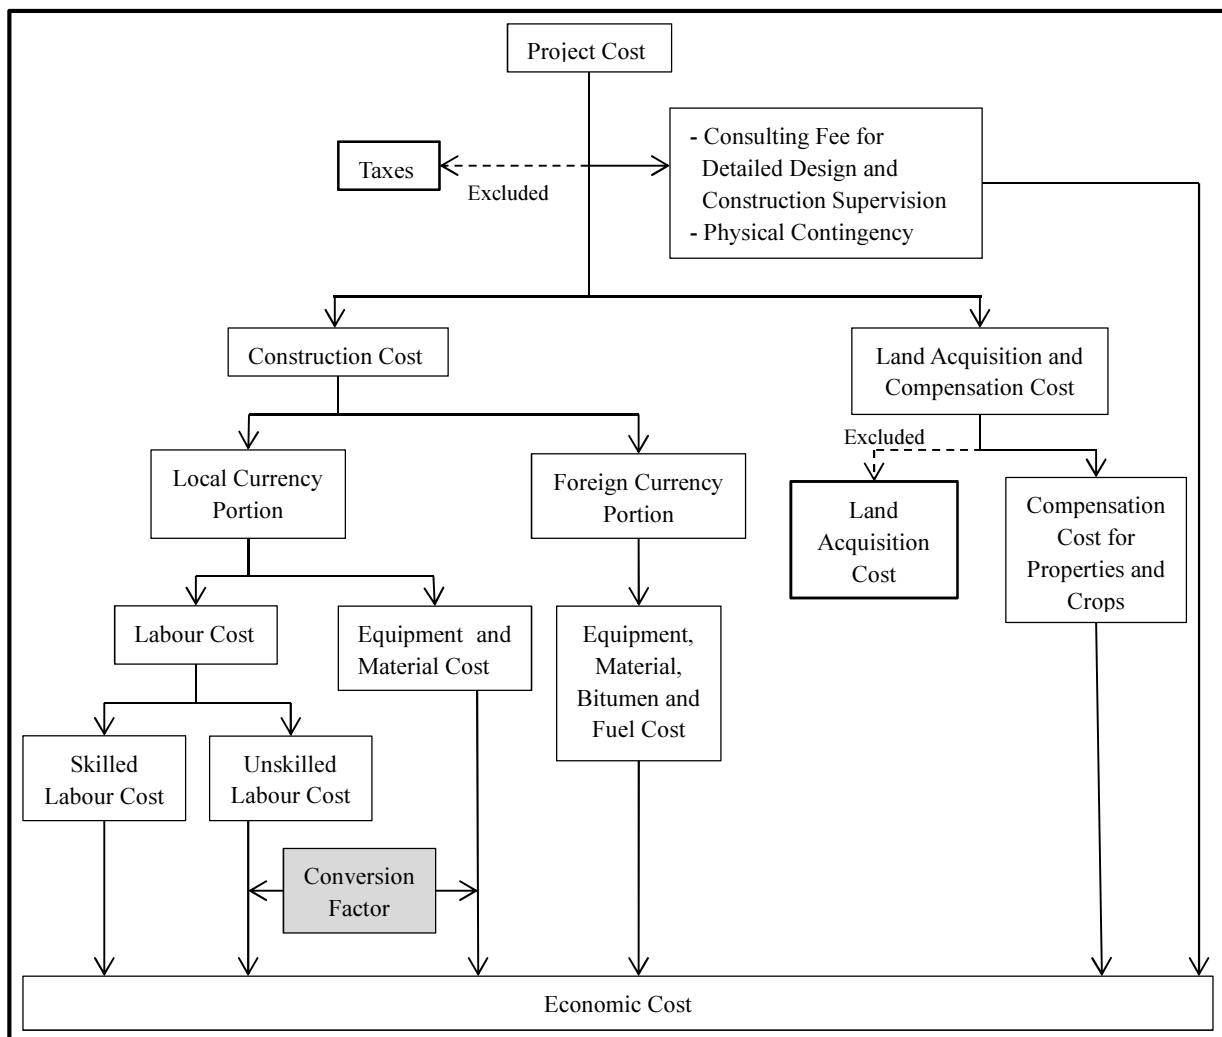 Project Cost
- Consulting Fee for
Detailed Design and
Construction Supervision
- Physical Contingency
Taxes
Excluded
Construction Cost
Land Acquisition and
Compensation Cost
Excluded
Local Currency
Portion
Foreign Currency
Portion
Land
Acquisition
Cost
Compensation
Cost for
Properties and
Crops
Labour Cost
Equipment and
Material Cost
Equipment,
Material,
Bitumen and
Fuel Cost
Skilled
Labour Cost
Unskilled
Labour Cost
Conversion
Factor
Economic Cost